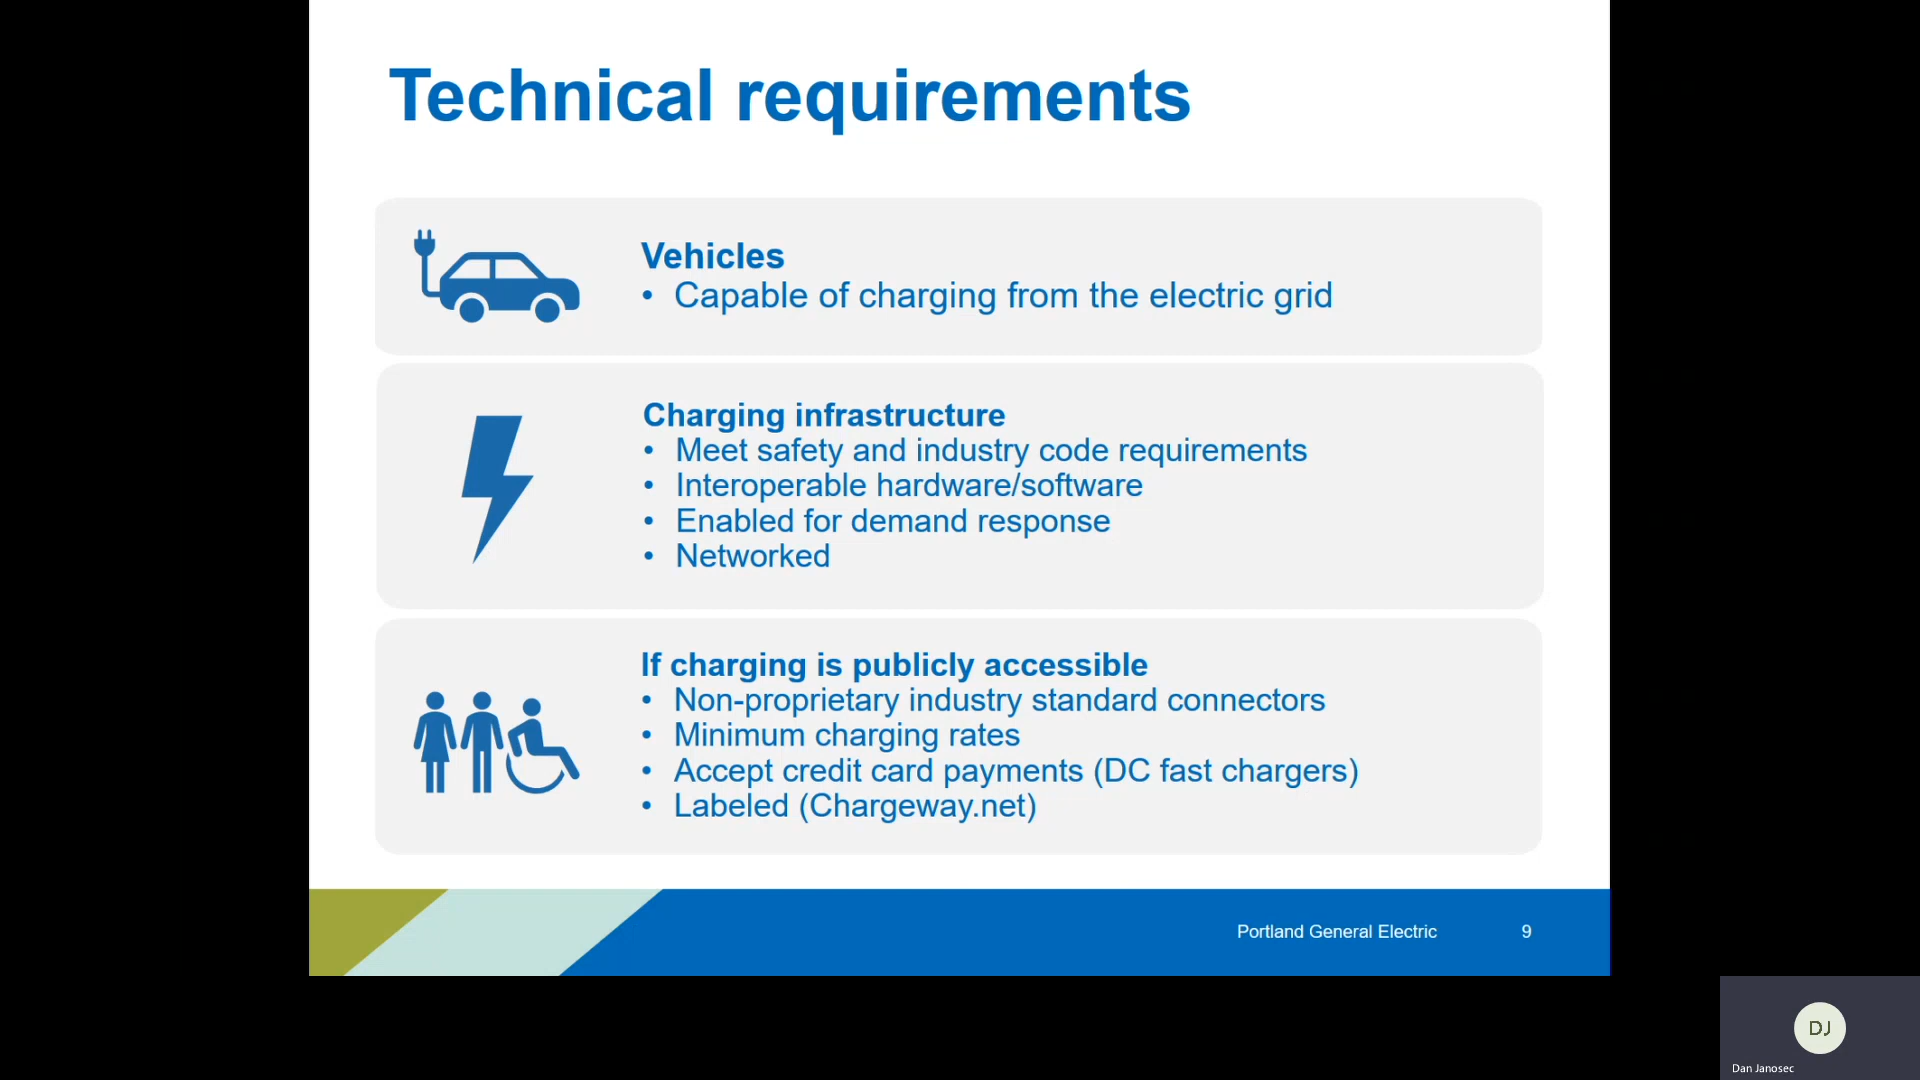 Technical requirements
Vehicles
• Capable of charging from the electric grid
Charging infrastructure
• Meet safety and industry code requirements
• Interoperable hardware/software
• Enabled for demand response
• Networked
If charging is publicly accessible
• Non-proprietary industry standard connectors
• Minimum charging rates
• Accept credit card payments (DC fast chargers)
• Labeled (Chargeway.net)
Portland General Electric 9
DJ
Dan Janosec